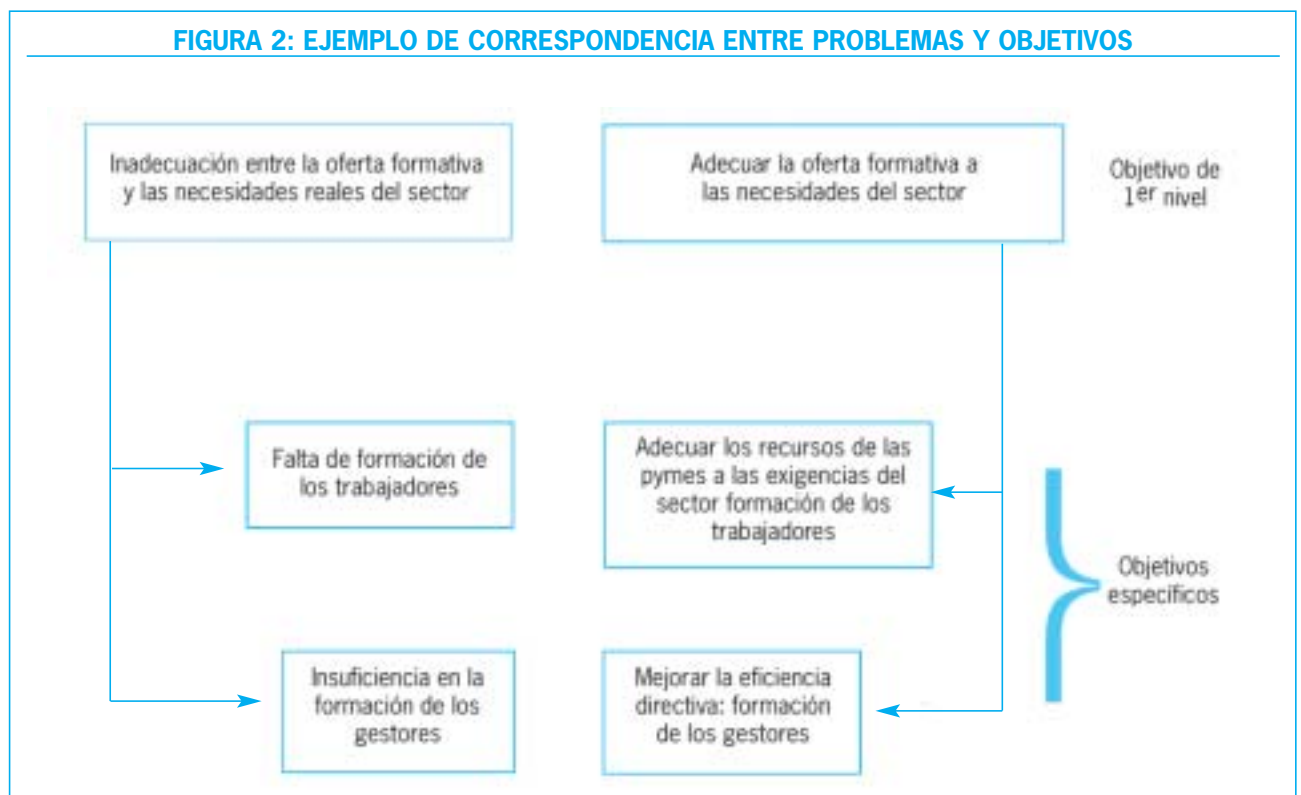 FIGURA 2: EJEMPLO DE CORRESPONDENCIA ENTRE PROBLEMAS Y OBJETIVOS
Inadecuación entre la oferta formativa
y las necesidades reales del sector
Adecuar la oferta formativa a
las necesidades del sector
Objetivo de
1er nivel
Falta de formación de
los trabajadores
Adecuar los recursos de las
pymes a las exigencias del
sector formación de los
trabajadores
Objetivos
específicos
Insuficiencia en la
formación de los
gestores
Mejorar la eficiencia
directiva: formación
de los gestores